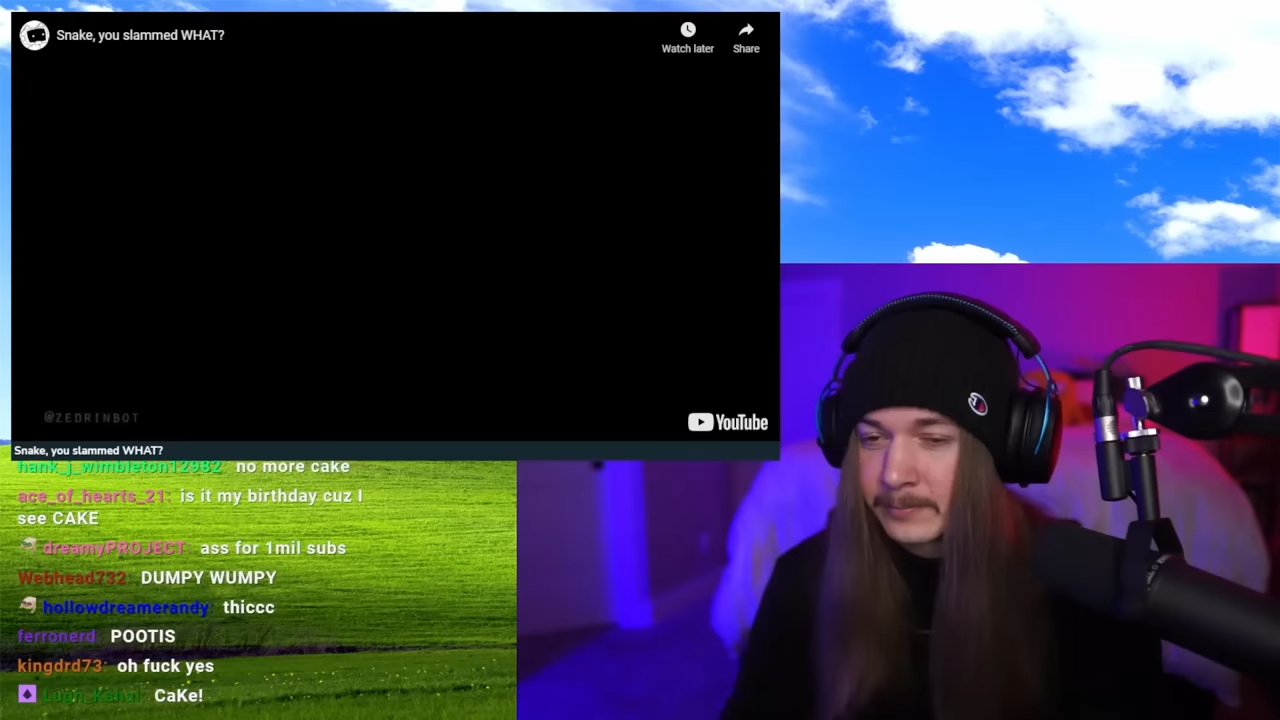 Snake, you slammed WHAT?
Watch later
Share
@ZEDRINBOT
YouTube
Snake, you slammed WHAT?
hank_j_wimbleton12982 no more cake
ace_of_hearts_21: is it my birthday cuz I
see CAKE
dreamyPROJECT ass for 1mil subs
Webhead732 DUMPY WUMPY
hollowdreamerandy thiccc
ferronerd POOTIS
kingdrd73: oh fuck yes
CaKe!